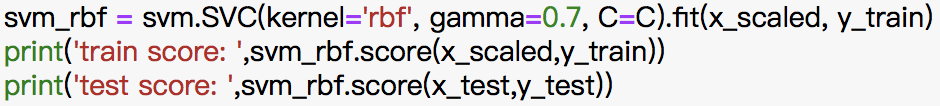 svm_rbf = svm.SVC(kernel='rbf', gamma=0.7, C=C).fit(x_scaled, y_train)
print('train score: ',svm_rbf.score(x_scaled,y_train))
print('test score: ',svm_rbf.score(x_test,y_test))